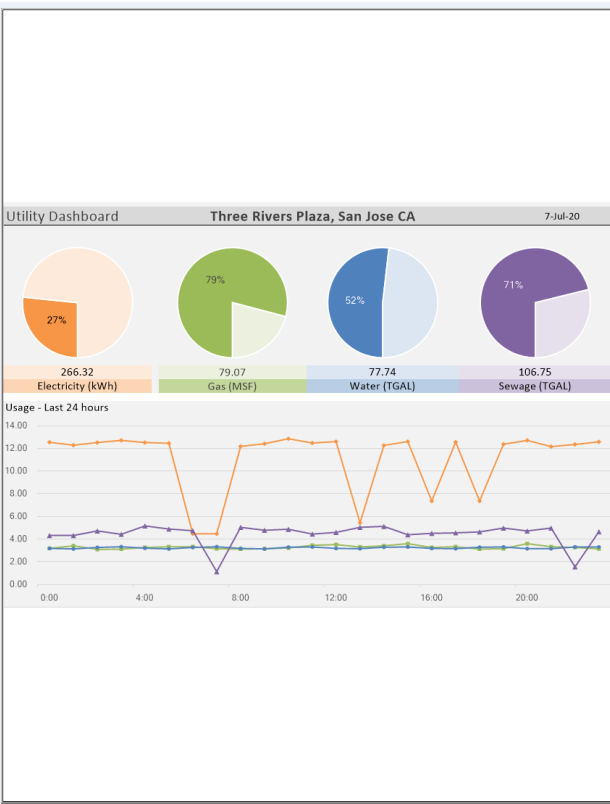 Utility Dashboard Three Rivers Plaza, San Jose CA 7-Jul-20
27% 79% 52% 71%
266.32 79.07 77.74 106.75
Electricity (kWh) Gas (MSF) Water (TGAL) Sewage (TGAL)
Usage - Last 24 hours
14.00
12.00
10.00
8.00
6.00
4.00
2.00
0.00
0:00 4:00 8:00 12:00 16:00 20:00